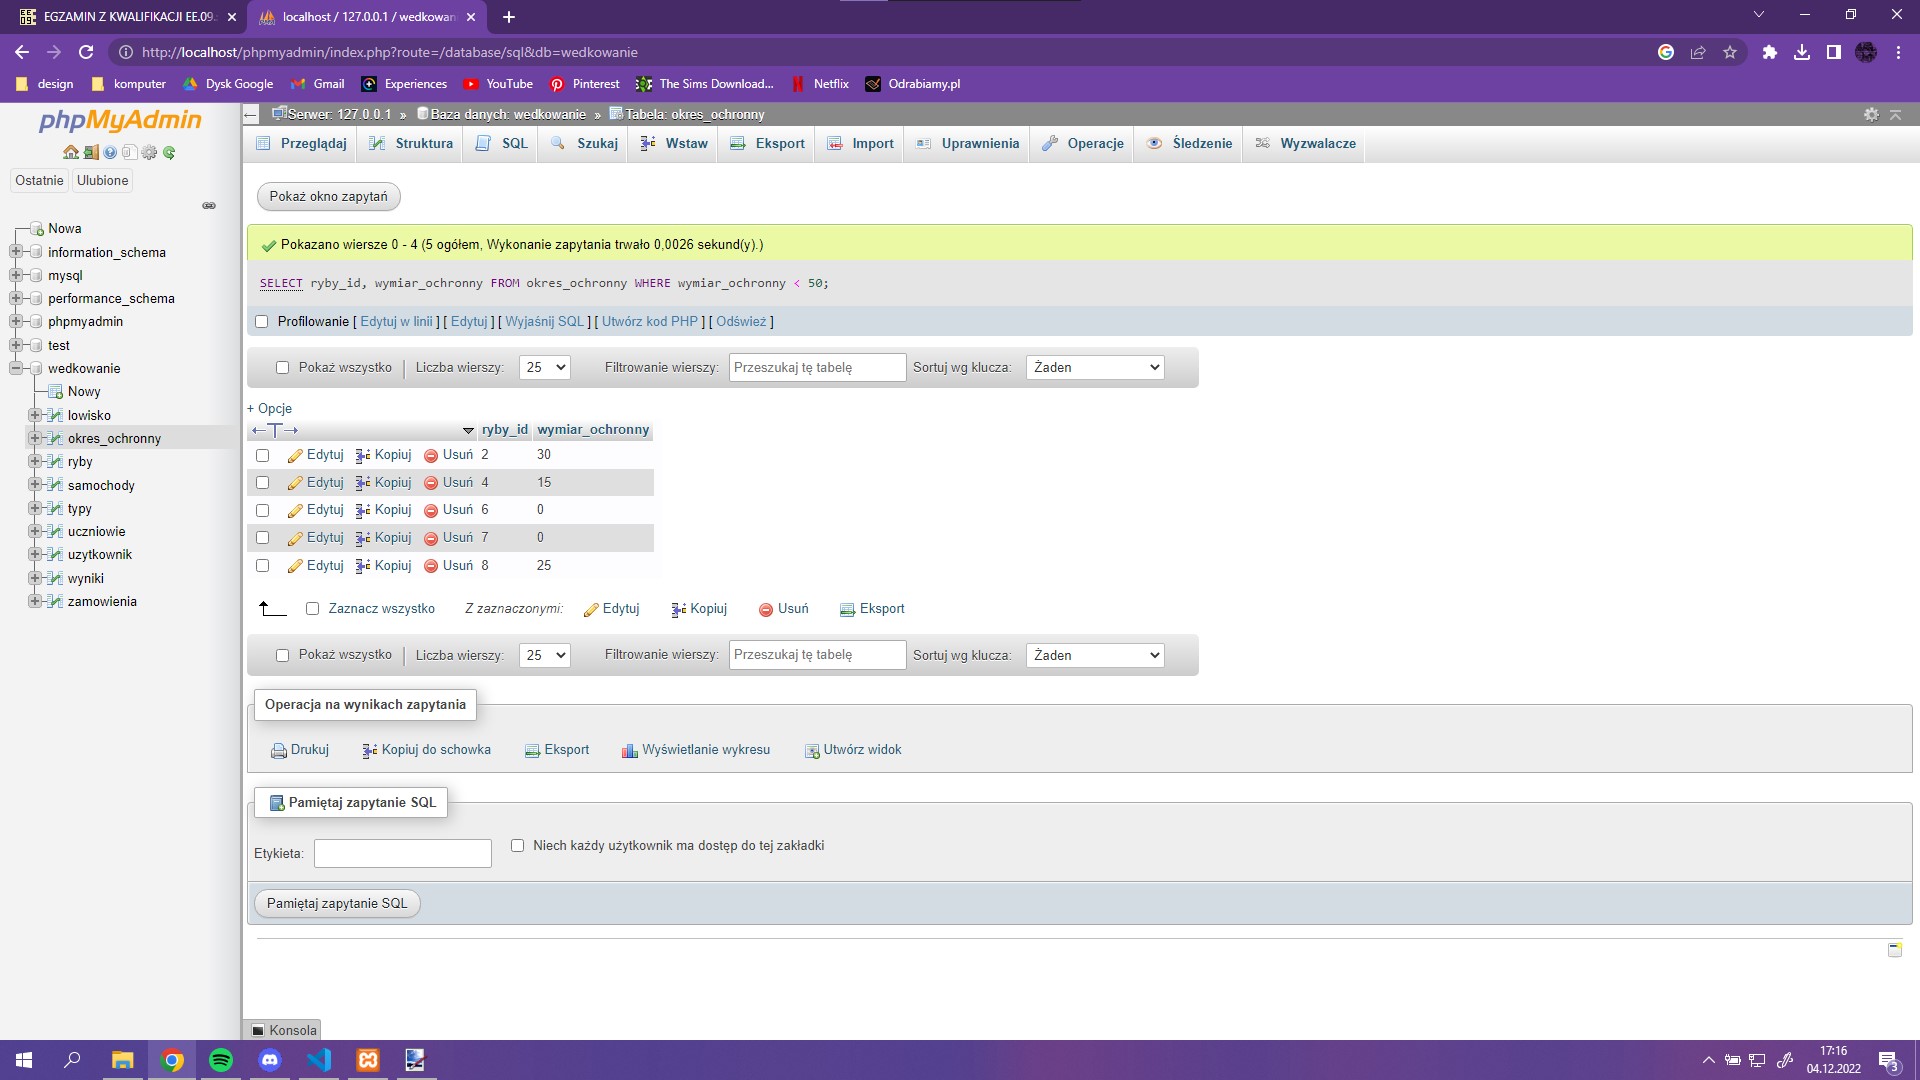 EGZAMIN Z KWALIFIKACJI EE.09
localhost / 127.0.0.1 / wedkowani
http://localhost/phpmyadmin/index.php?route=/database/sql&db=wedkowanie
design komputer Dysk Google Gmail Experiences YouTube Pinterest The Sims Download... Netflix Odrabiamy.pl
phpMyAdmin
Ostatnie Ulubione
Nowa
information_schema
mysql
performance_schema
phpmyadmin
test
wedkowanie
Nowy
lowisko
okres_ochronny
ryby
samochody
typy
uczniowie
uzytkownik
wyniki
zamowienia
Serwer: 127.0.0.1 » Baza danych: wedkowanie » Tabela: okres_ochronny
Przeglądaj Struktura SQL Szukaj Wstaw Eksport Import Uprawnienia Operacje Śledzenie Wyzwalacze
Pokaż okno zapytań
Pokazano wiersze 0 - 4 (5 ogółem, Wykonanie zapytania trwało 0,0026 sekund(y).)
SELECT ryby_id, wymiar_ochronny FROM okres_ochronny WHERE wymiar_ochronny < 50;
Profilowanie [ Edytuj w linii ] [ Edytuj ] [ Wyjaśnij SQL ] [ Utwórz kod PHP ] [ Odśwież ]
Pokaż wszystko Liczba wierszy: 25 Filtrowanie wierszy: Przeszukaj tę tabelę Sortuj wg klucza: Żaden
+ Opcje
←T→ ryby_id wymiar_ochronny
Edytuj Kopiuj Usuń 2 30
Edytuj Kopiuj Usuń 4 15
Edytuj Kopiuj Usuń 6 0
Edytuj Kopiuj Usuń 7 0
Edytuj Kopiuj Usuń 8 25
Zaznacz wszystko Z zaznaczonymi: Edytuj Kopiuj Usuń Eksport
Pokaż wszystko Liczba wierszy: 25 Filtrowanie wierszy: Przeszukaj tę tabelę Sortuj wg klucza: Żaden
Operacja na wynikach zapytania
Drukuj Kopiuj do schowka Eksport Wyświetlanie wykresu Utwórz widok
Pamiętaj zapytanie SQL
Etykieta: Niech każdy użytkownik ma dostęp do tej zakładki
Pamiętaj zapytanie SQL
Konsola
17:16
04.12.2022
3